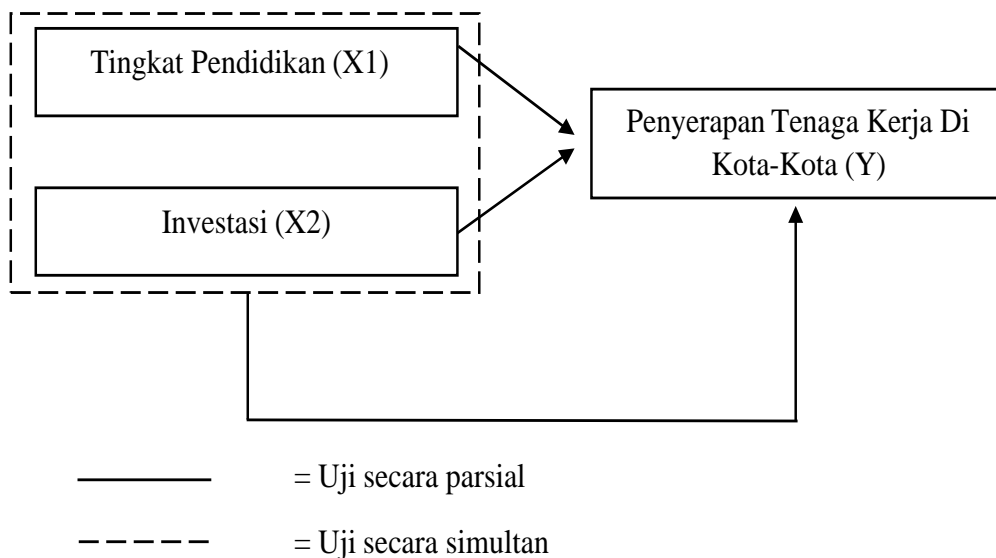 Tingkat Pendidikan (X1)
Penyerapan Tenaga Kerja Di
Kota-Kota (Y)
Investasi (X2)
= Uji secara parsial
= Uji secara simultan